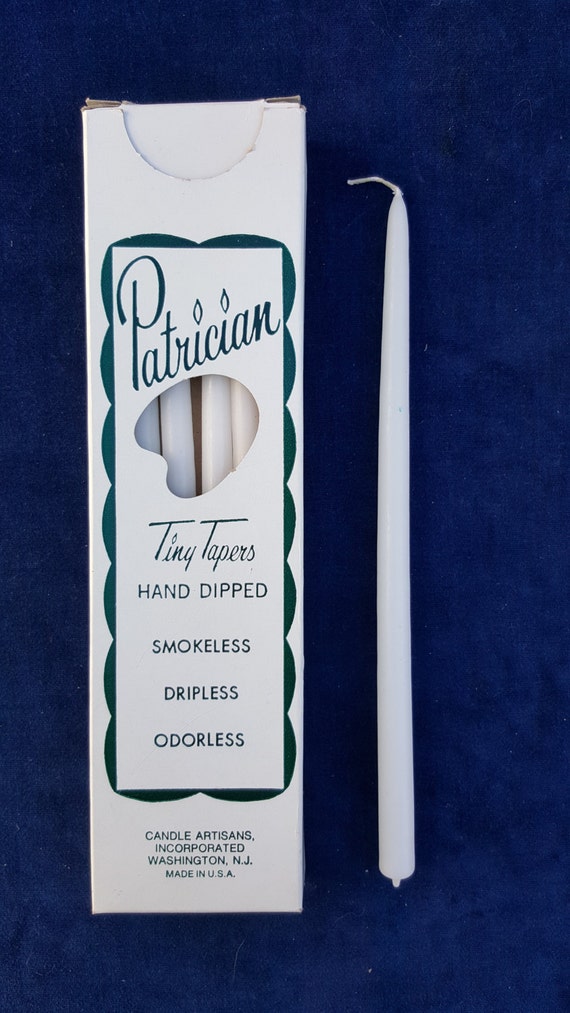 Patrician
Tiny Tapers
HAND DIPPED
SMOKELESS
DRIPLESS
ODORLESS
CANDLE ARTISANS,
INCORPORATED
WASHINGTON, N.J.
MADE IN U.S.A.